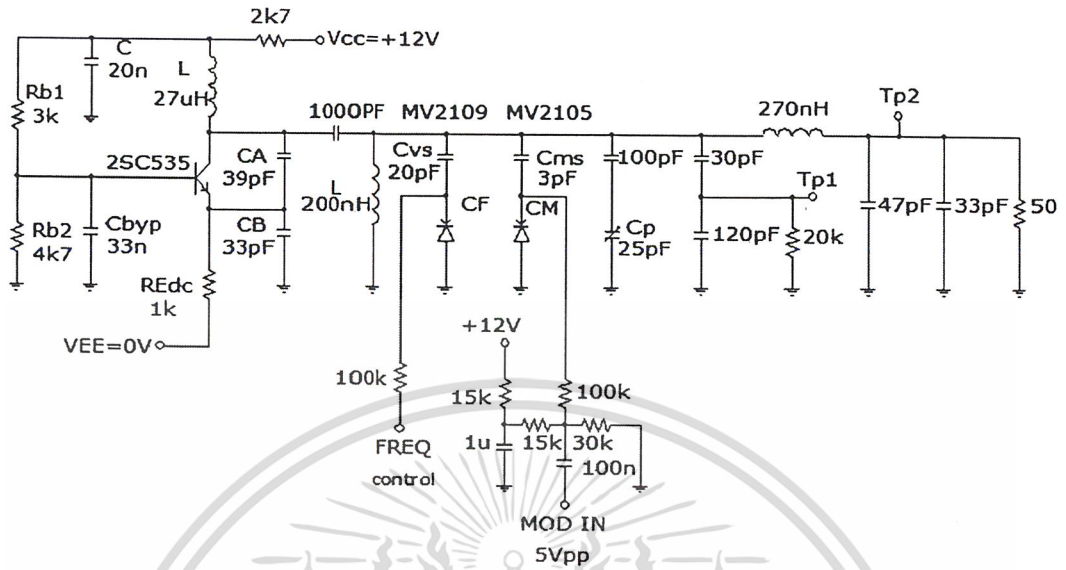 2k7
Vcc=+12V
C
20n
L
27uH
Rb1
3k
1000PF
MV2109
MV2105
270nH
Tp2
2SC535
CA
39pF
Cvs
20pF
Cms
3pF
100pF
30pF
Tp1
L
200nH
CF
CM
Rb2
4k7
Cbyp
33n
CB
33pF
Cp
25pF
120pF
20k
47pF
33pF
50
REdc
1k
VEE=0V
+12V
100k
15k
100k
FREQ
control
1u
15k
30k
100n
MOD IN
5Vpp